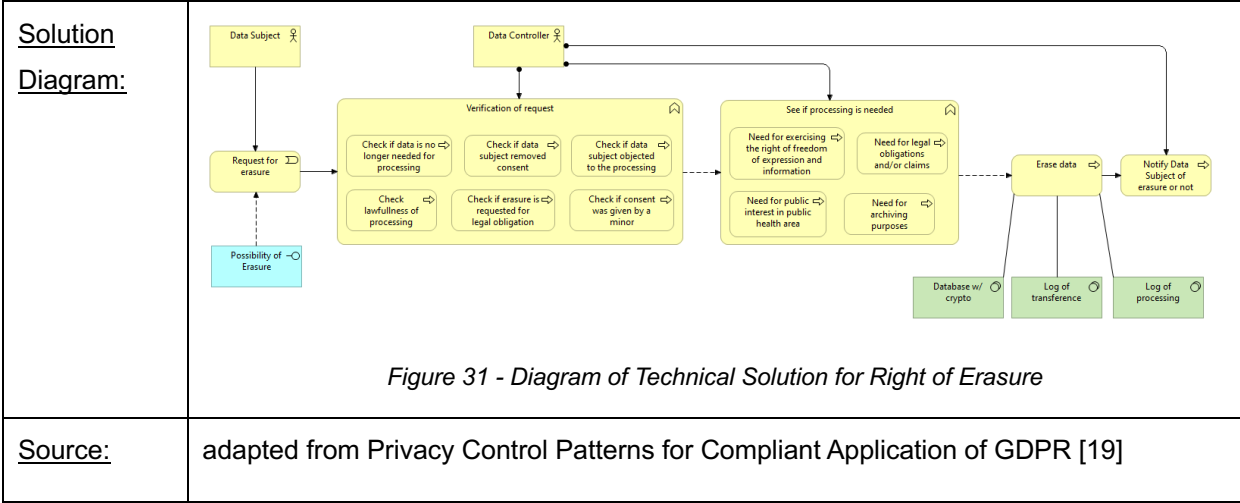 Solution
Diagram:
Data Subject
Data Controller
Verification of request
Check if data is no
longer needed for
processing
Check if data
subject removed
consent
Check if data
subject objected
to the processing
Check
lawfullness of
processing
Check if erasure is
requested for
legal obligation
Check if consent
was given by a
minor
See if processing is needed
Need for exercising
the right of freedom
of expression and
information
Need for legal
obligations
and/or claims
Need for public
interest in public
health area
Need for
archiving
purposes
Request for
erasure
Erase data
Notify Data
Subject of
erasure or not
Possibility of
Erasure
Database w/
crypto
Log of
transference
Log of
processing
Figure 31 - Diagram of Technical Solution for Right of Erasure
Source:
adapted from Privacy Control Patterns for Compliant Application of GDPR [19]